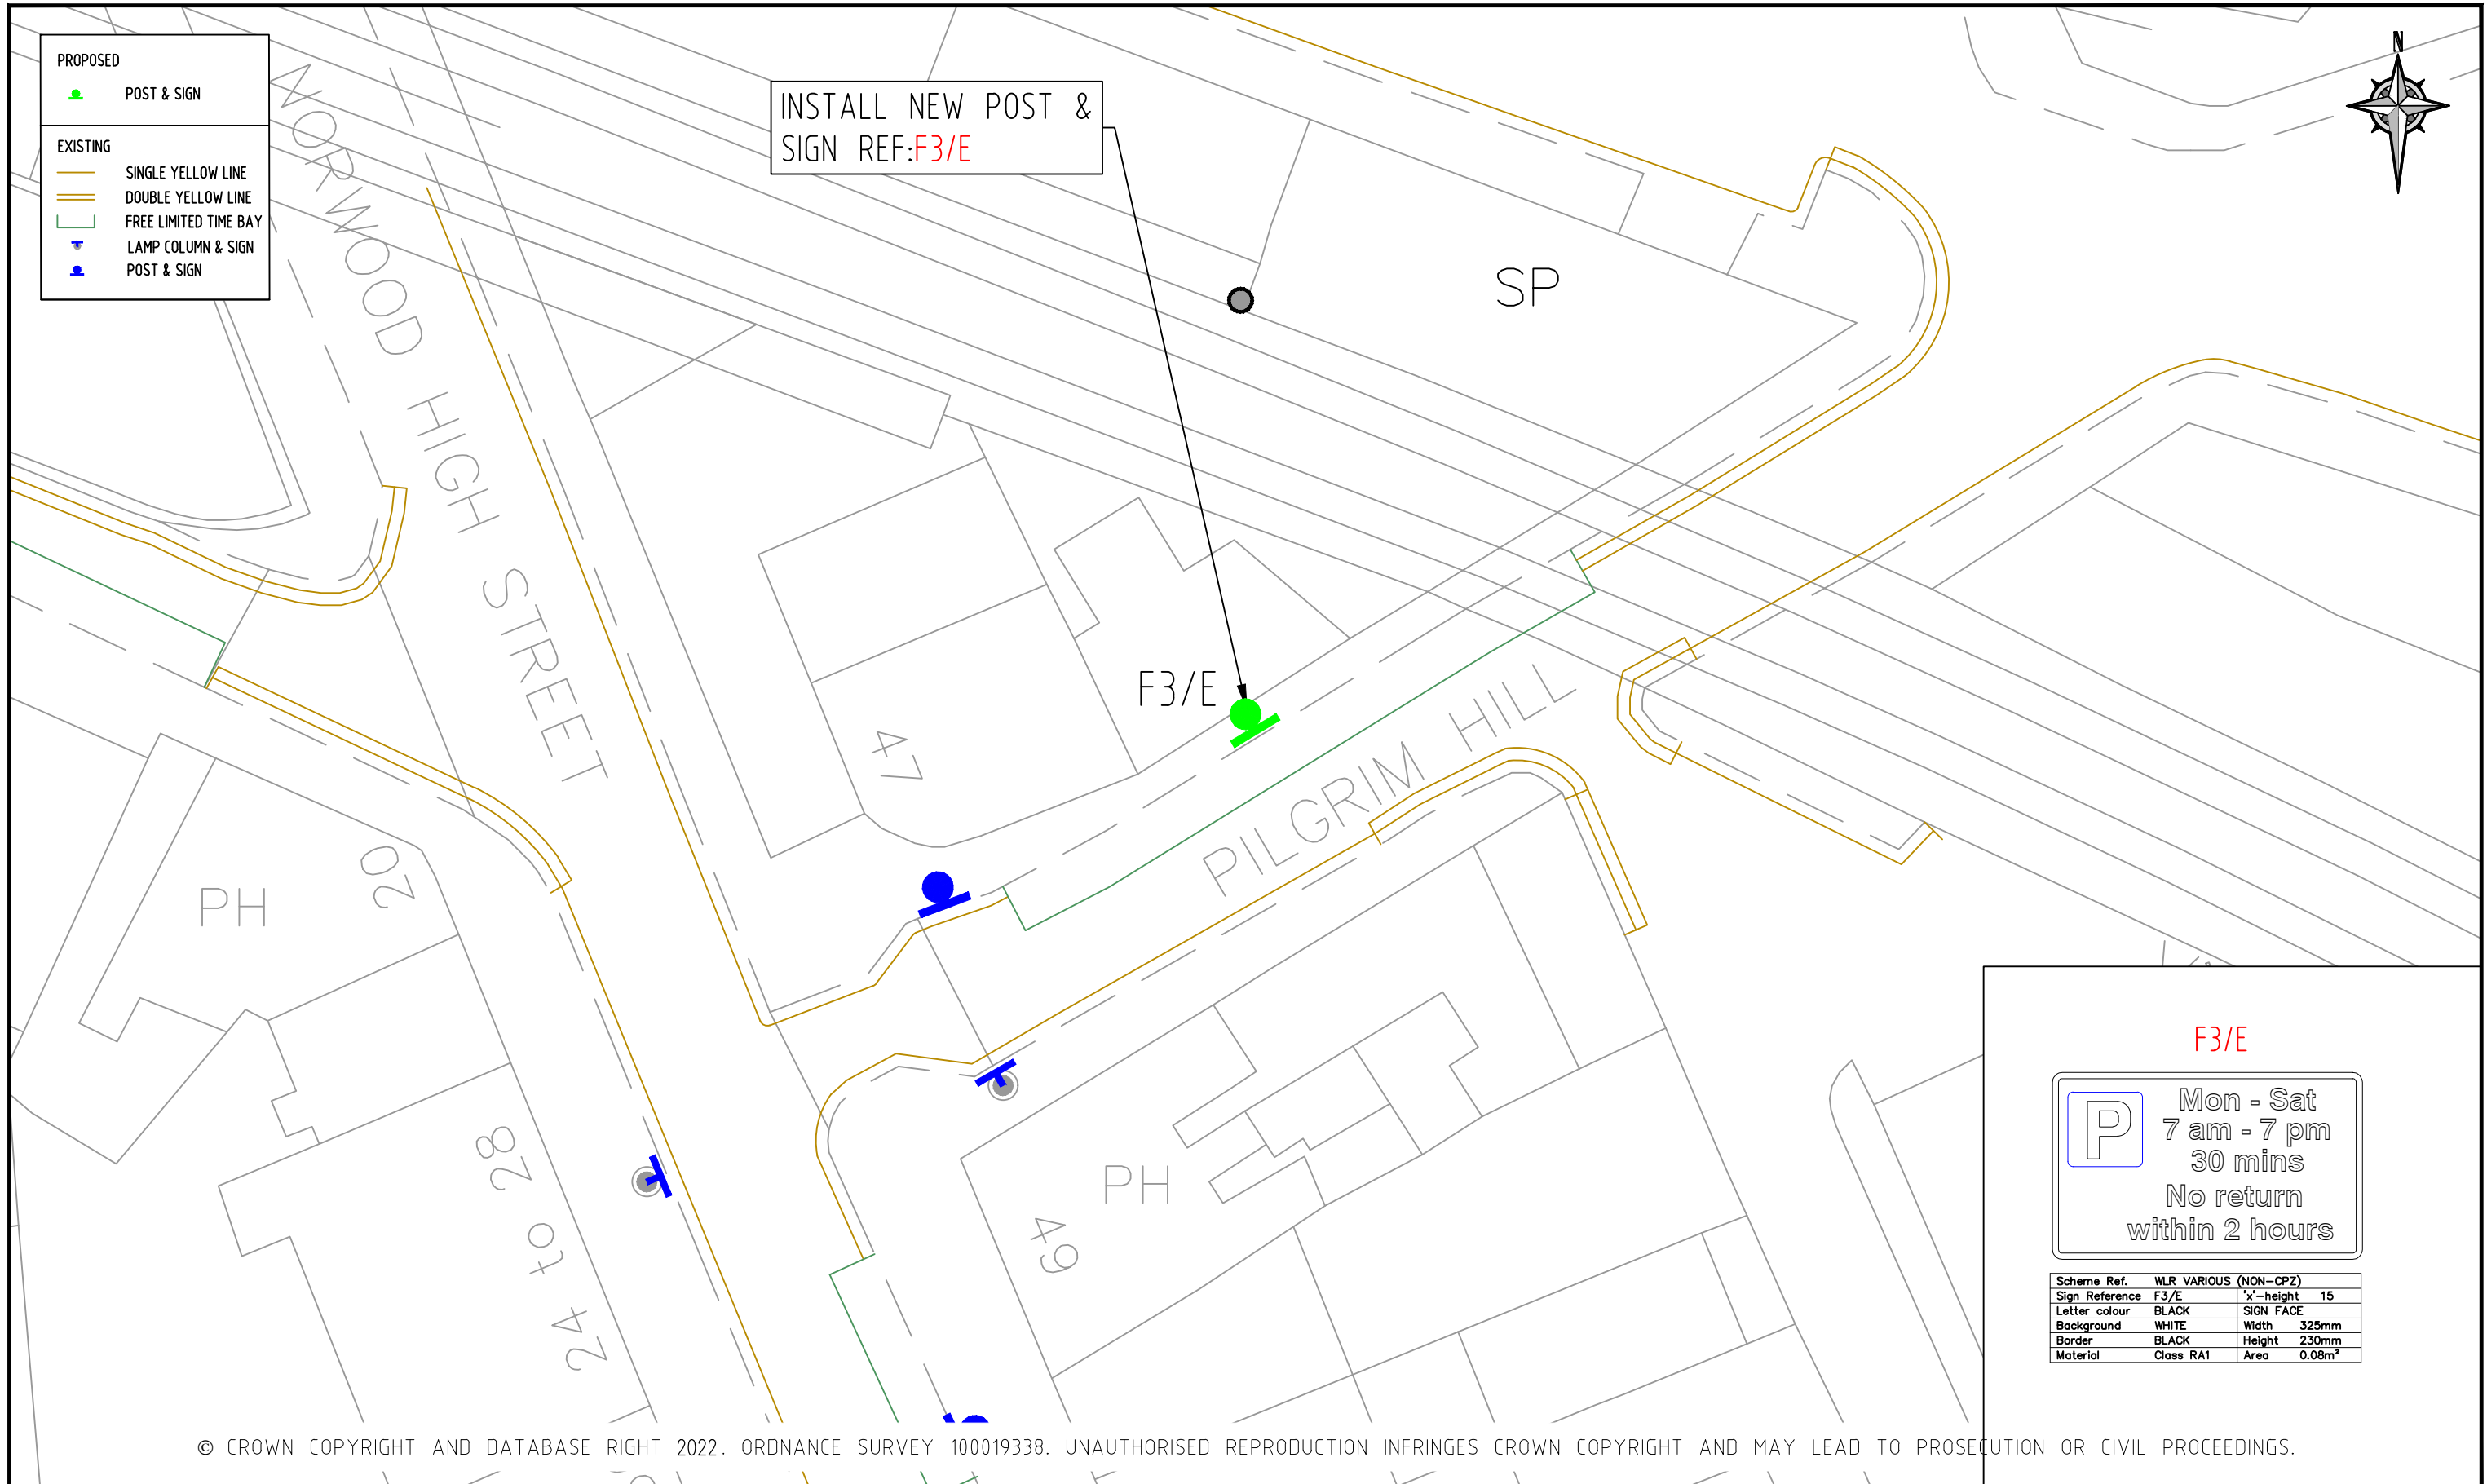 PROPOSED
POST & SIGN
EXISTING
SINGLE YELLOW LINE
DOUBLE YELLOW LINE
FREE LIMITED TIME BAY
LAMP COLUMN & SIGN
POST & SIGN
INSTALL NEW POST &
SIGN REF:F3/E
N
NORWOOD HIGH STREET
SP
F3/E
47
PILGRIM HILL
PH
20
28
to
24
PH
49
F3/E
P
Mon - Sat
7 am - 7 pm
30 mins
No return
within 2 hours
Scheme Ref. WLR VARIOUS (NON-CPZ)
Sign Reference F3/E 'x'-height 15
Letter colour BLACK SIGN FACE
Background WHITE Width 325mm
Border BLACK Height 230mm
Material Class RA1 Area 0.08m²
© CROWN COPYRIGHT AND DATABASE RIGHT 2022. ORDNANCE SURVEY 100019338. UNAUTHORISED REPRODUCTION INFRINGES CROWN COPYRIGHT AND MAY LEAD TO PROSECUTION OR CIVIL PROCEEDINGS.